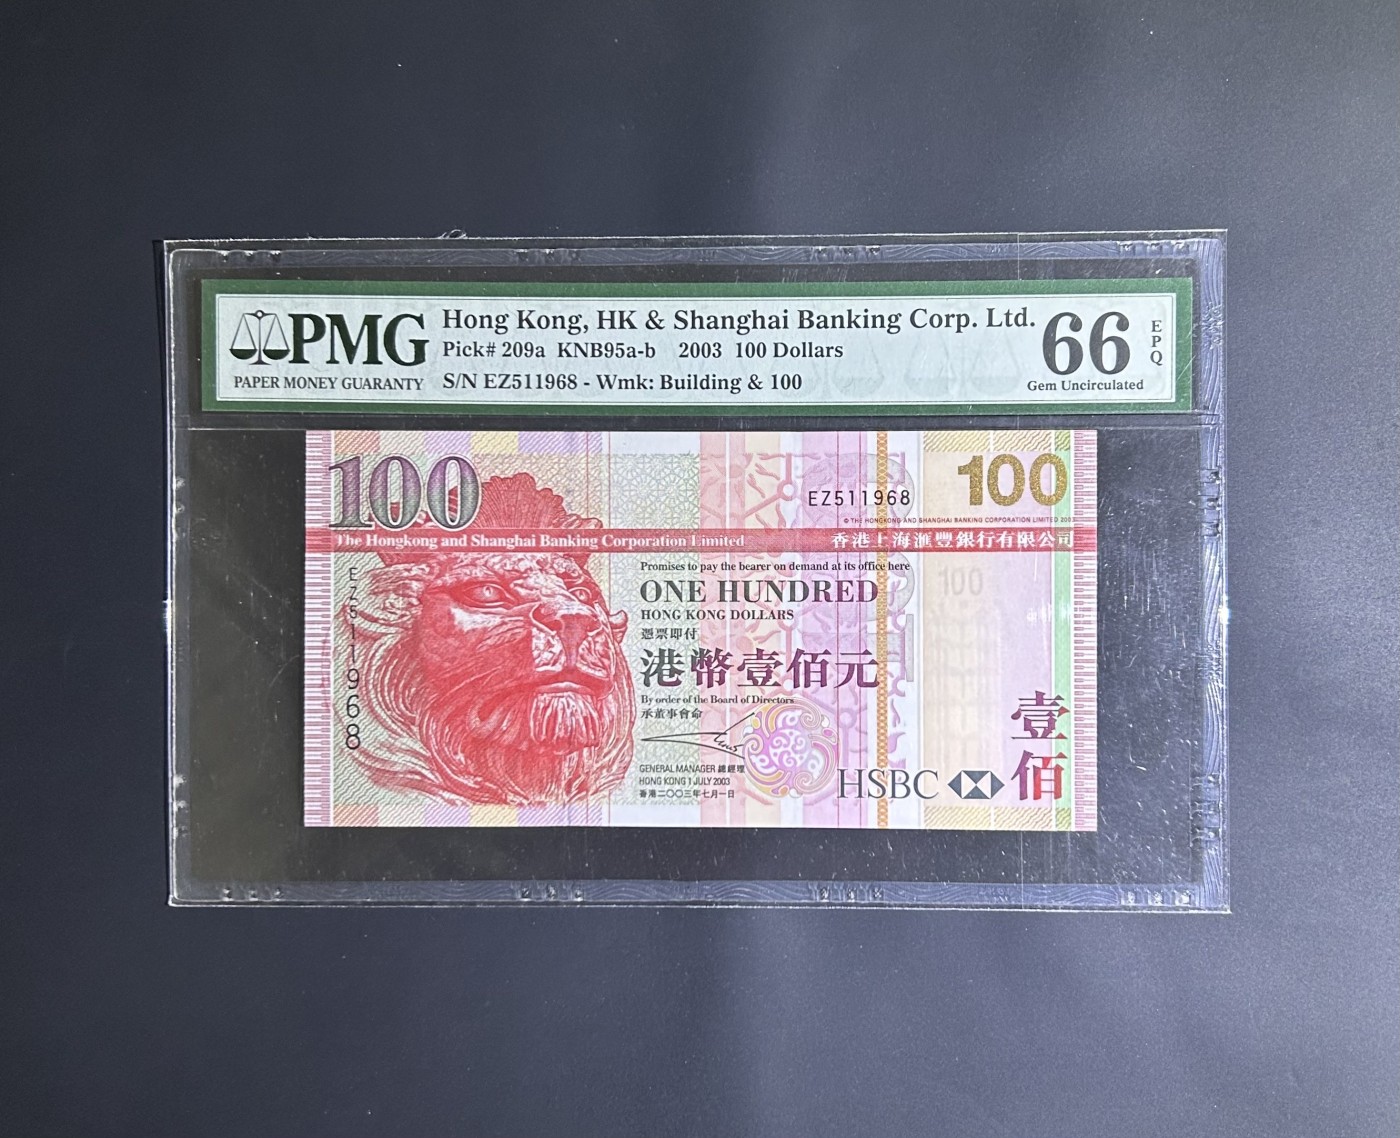 PMG
PAPER MONEY GUARANTY
Hong Kong, HK & Shanghai Banking Corp. Ltd.
Pick# 209a KNB95a-b 2003 100 Dollars
S/N EZ511968 - Wmk: Building & 100
66
EPQ
Gem Uncirculated
100
EZ511968
100
© THE HONGKONG AND SHANGHAI BANKING CORPORATION LIMITED 2003
The Hongkong and Shanghai Banking Corporation Limited
香港上海滙豐銀行有限公司
EZ511968
Promises to pay the bearer on demand at its office here
100
ONE HUNDRED
HONG KONG DOLLARS
憑票即付
港幣壹佰元
By order of the Board of Directors
承董事會命
GENERAL MANAGER 總經理
HONG KONG 1 JULY 2003
香港二〇〇三年七月一日
HSBC
壹佰